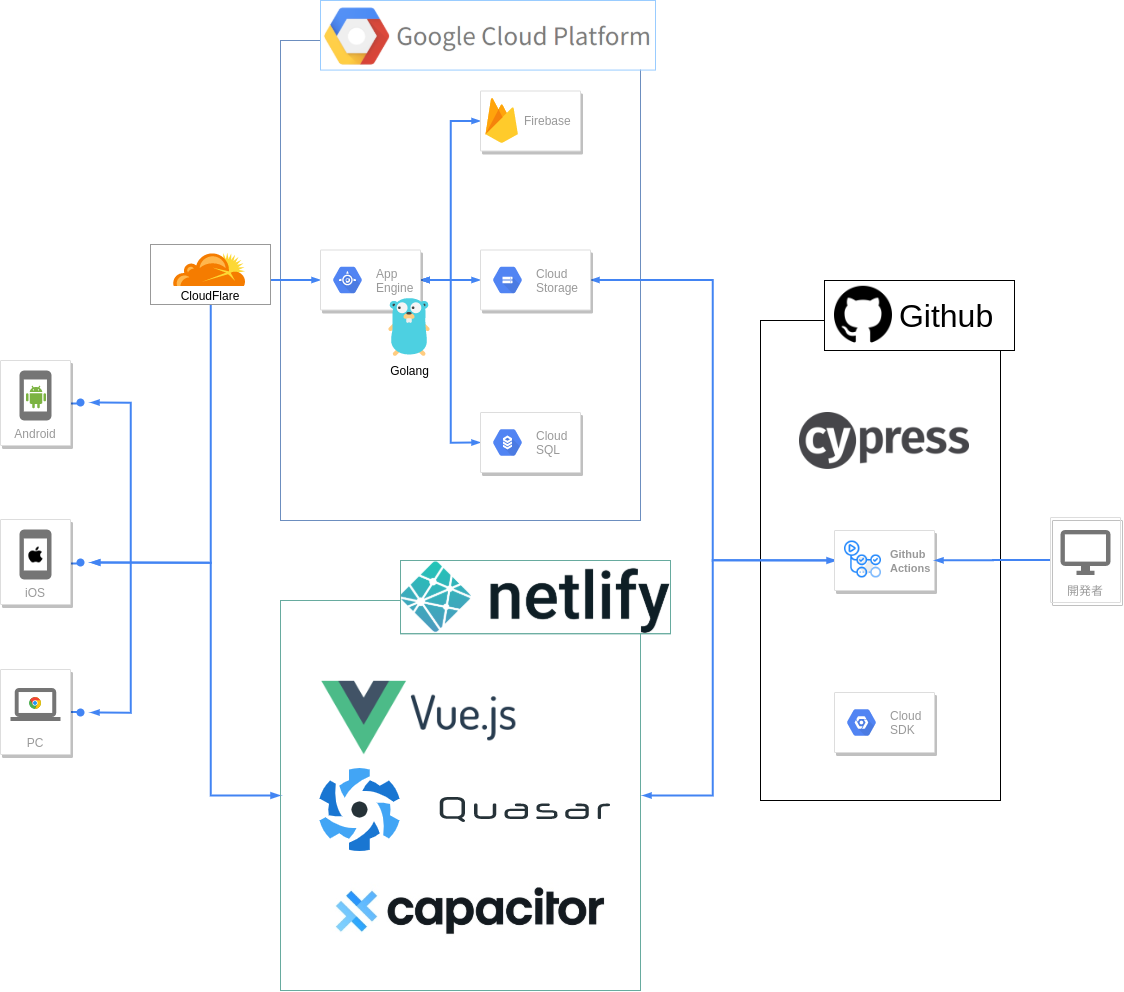 Google Cloud Platform
Firebase
CloudFlare
App
Engine
Golang
Cloud
Storage
Cloud
SQL
Android
iOS
PC
netlify
Vue.js
Quasar
capacitor
Github
cypress
Github
Actions
Cloud
SDK
開発者